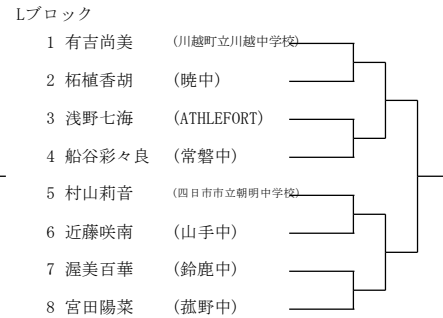 Lブロック
1 有吉尚美 (川越町立川越中学校)
2 柘植香胡 (暁中)
3 浅野七海 (ATHLEFORT)
4 船谷彩々良 (常磐中)
5 村山莉音 (四日市市立朝明中学校)
6 近藤咲南 (山手中)
7 渥美百華 (鈴鹿中)
8 宮田陽菜 (菰野中)